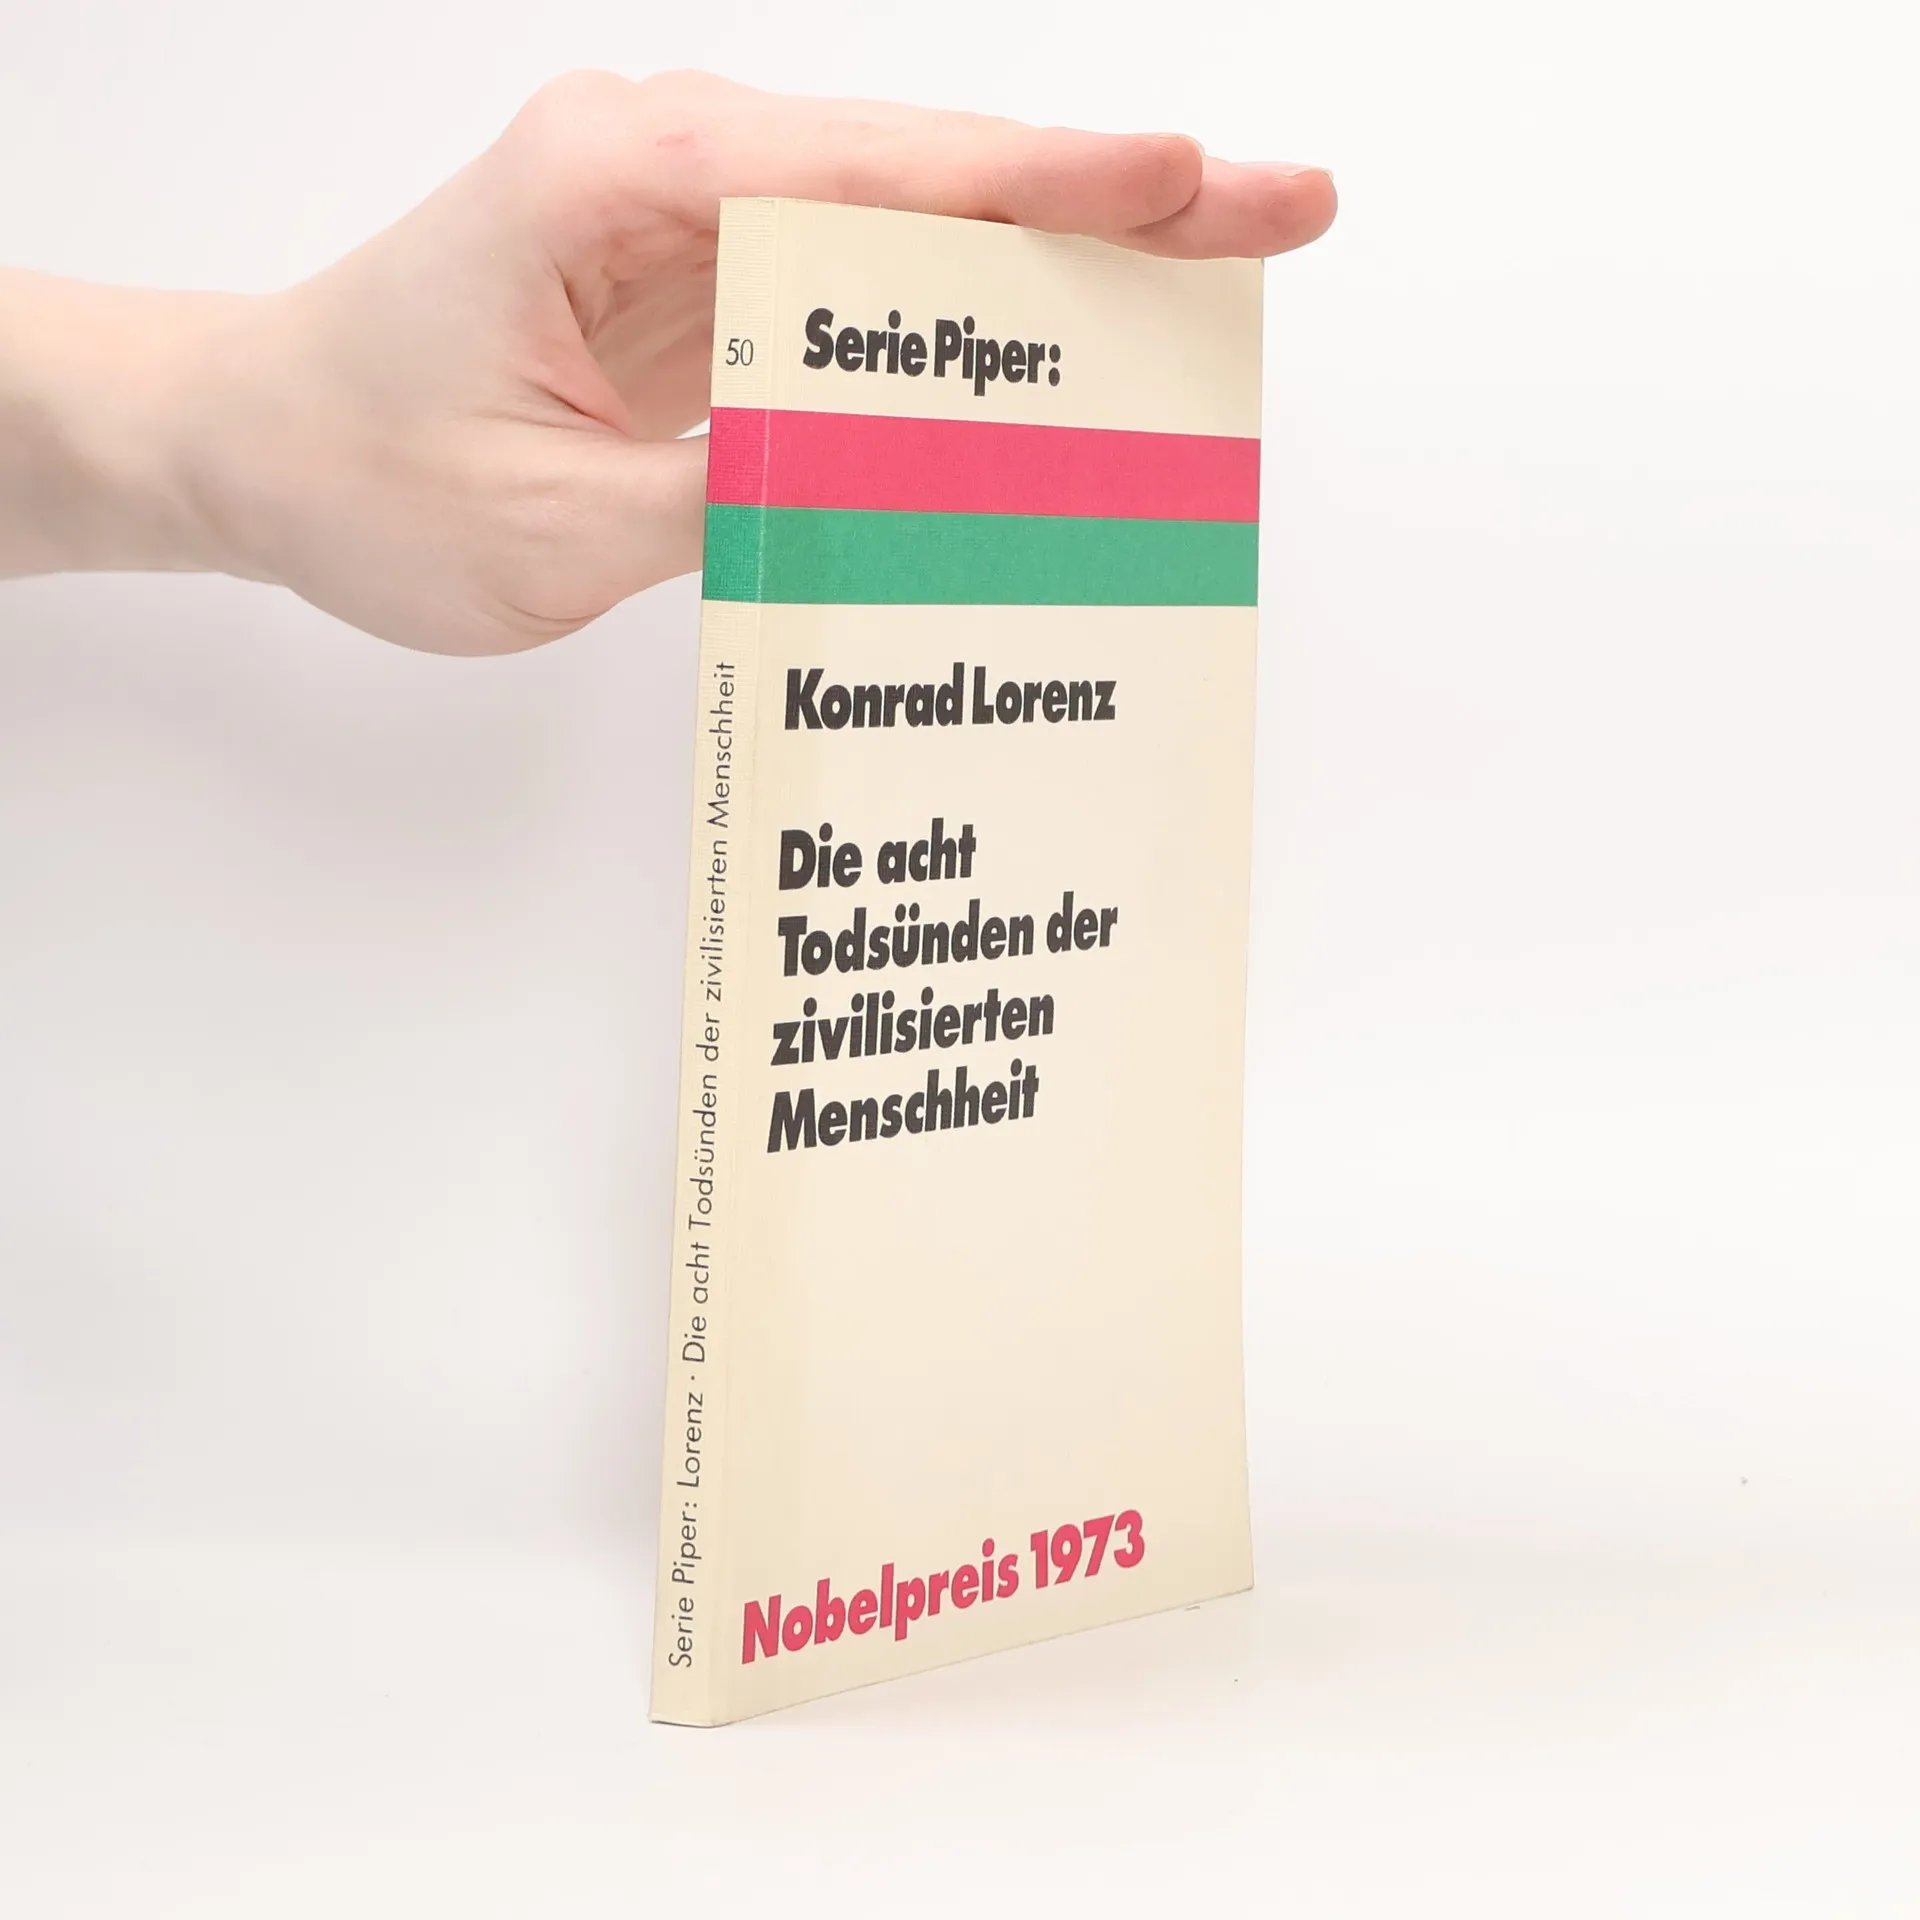 50
Serie Piper:
Konrad Lorenz
Die acht
Todsünden der
zivilisierten
Menschheit
Nobelpreis 1973
Serie Piper: Lorenz · Die acht Todsünden der zivilisierten Menschheit